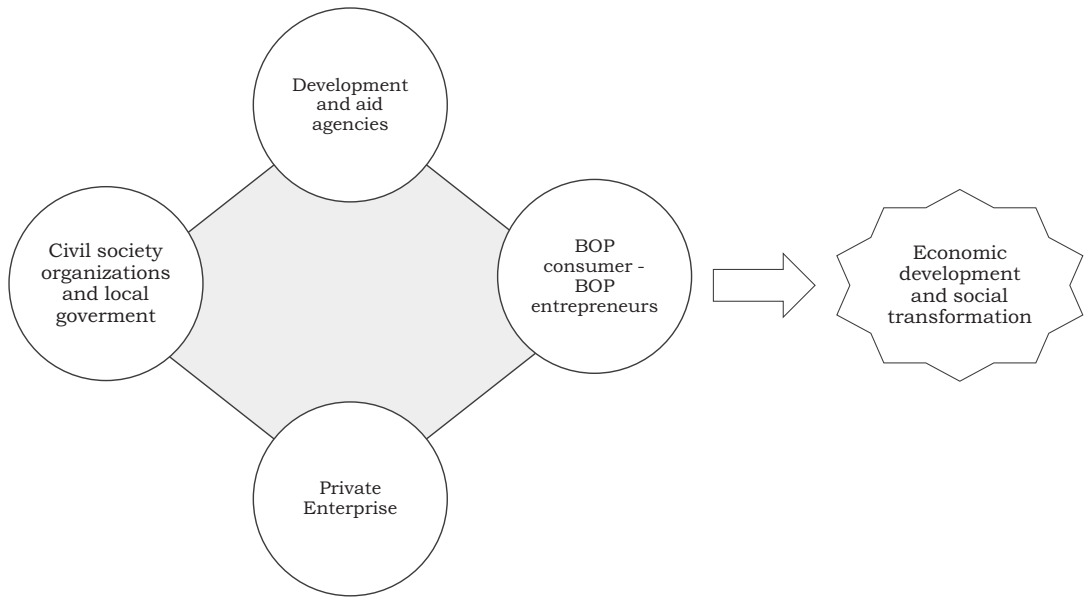 Development
and aid
agencies
Civil society
organizations
and local
goverment
BOP
consumer -
BOP
entrepreneurs
Economic
development
and social
transformation
Private
Enterprise